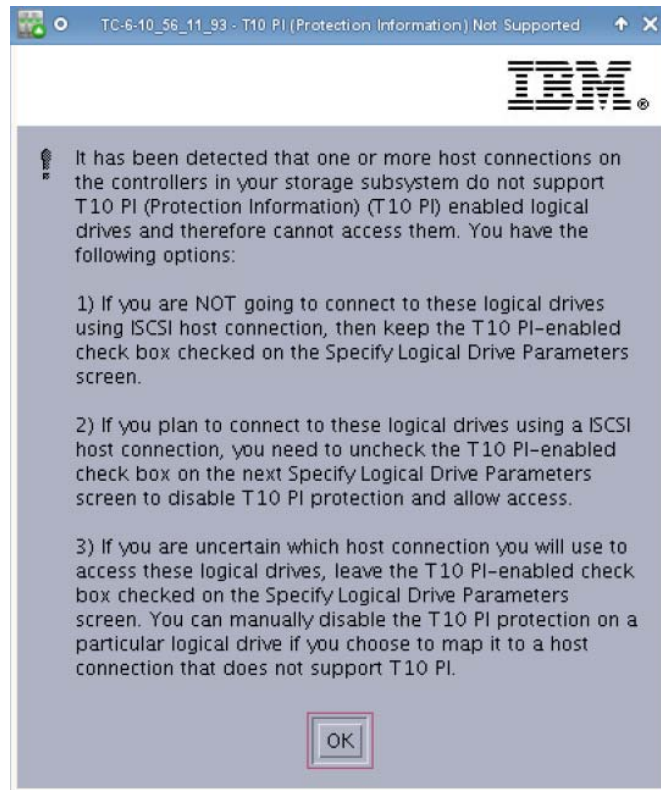 TC-6-10_56_11_93 - T10 PI (Protection Information) Not Supported
IBM®
It has been detected that one or more host connections on
the controllers in your storage subsystem do not support
T10 PI (Protection Information) (T10 PI) enabled logical
drives and therefore cannot access them. You have the
following options:
1) If you are NOT going to connect to these logical drives
using ISCSI host connection, then keep the T10 PI-enabled
check box checked on the Specify Logical Drive Parameters
screen.
2) If you plan to connect to these logical drives using a ISCSI
host connection, you need to uncheck the T10 PI-enabled
check box on the next Specify Logical Drive Parameters
screen to disable T10 PI protection and allow access.
3) If you are uncertain which host connection you will use to
access these logical drives, leave the T10 PI-enabled check
box checked on the Specify Logical Drive Parameters
screen. You can manually disable the T10 PI protection on a
particular logical drive if you choose to map it to a host
connection that does not support T10 PI.
OK